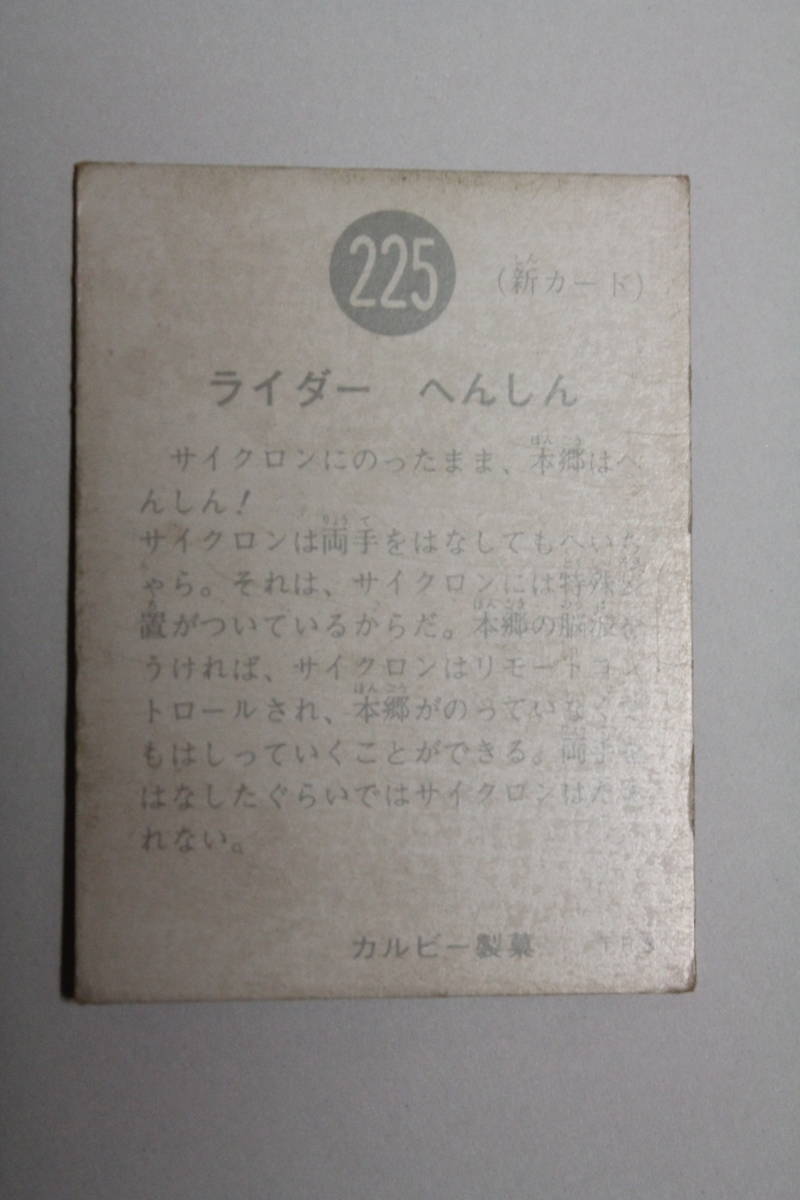 225
(新カード)
ライダー へんしん
サイクロンにのったまま、本郷はへ
んしん!
サイクロンは両手をはなしてもへいち
ゃら。それは、サイクロンには特殊装
置がついているからだ。本郷の脳波を
うければ、サイクロンはリモートコン
トロールされ、本郷がのっていなくて
もはしっていくことができる。両手を
はなしたぐらいではサイクロンはたお
れない。
カルビー製菓 YR3